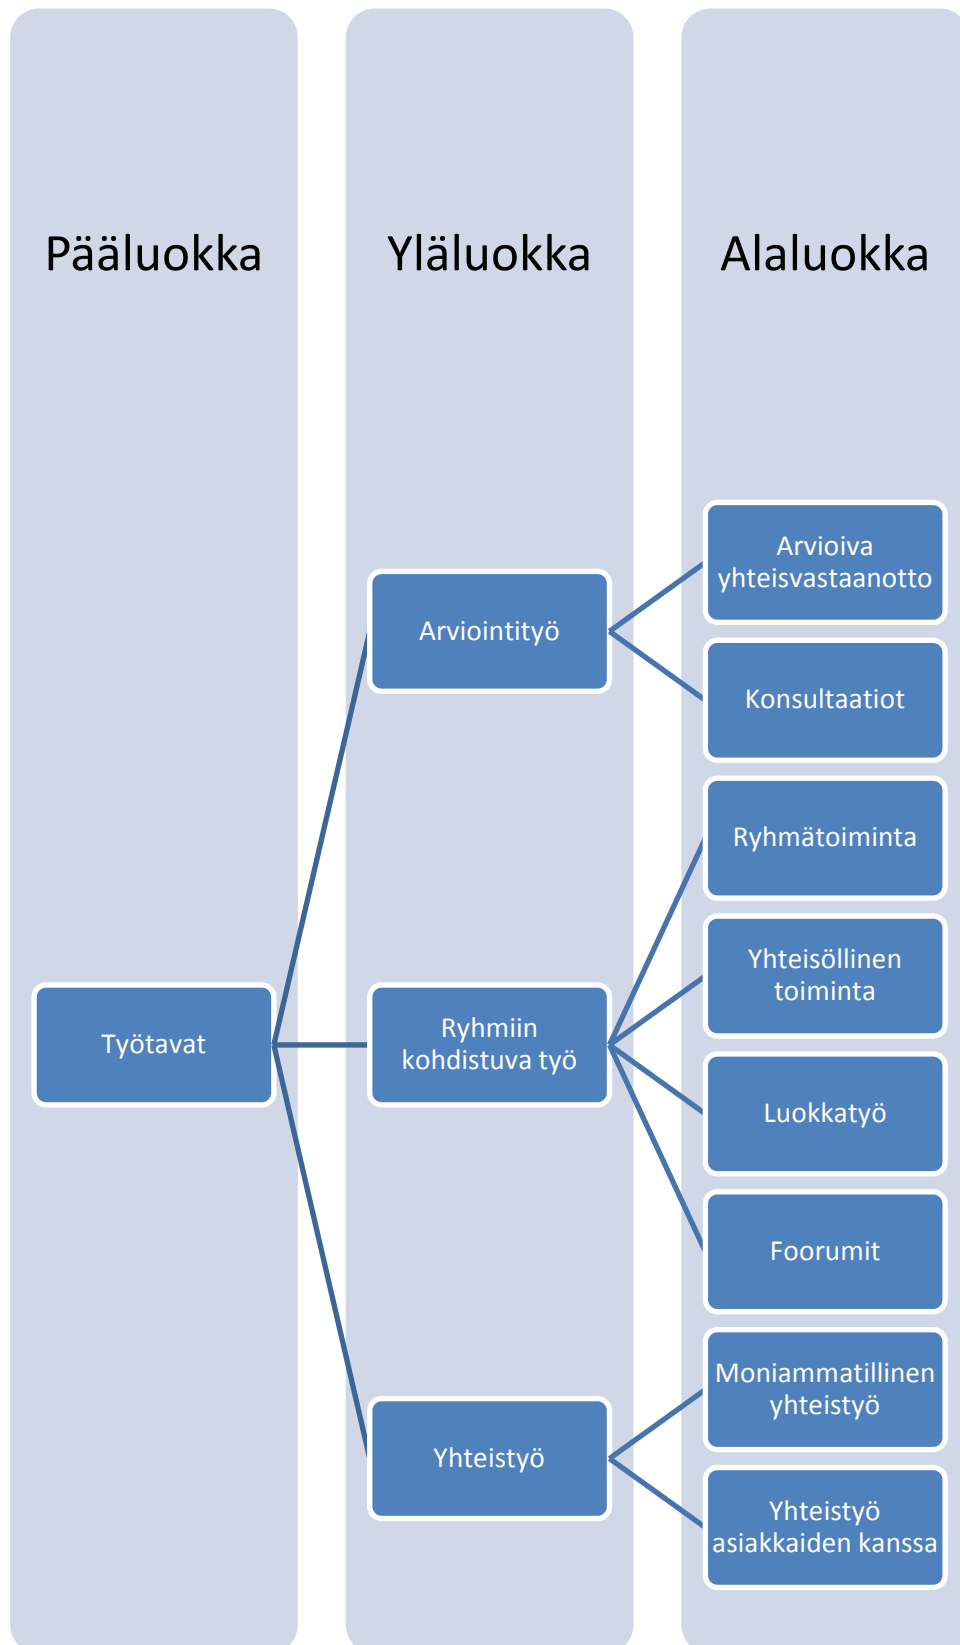 Pääluokka
Yläluokka
Alaluokka
Työtavat
Arviointityö
Arvioiva
yhteisvastaanotto
Konsultaatiot
Ryhmiin
kohdistuva työ
Ryhmätoiminta
Yhteisöllinen
toiminta
Luokkatyö
Foorumit
Yhteistyö
Moniammatillinen
yhteistyö
Yhteistyö
asiakkaiden kanssa